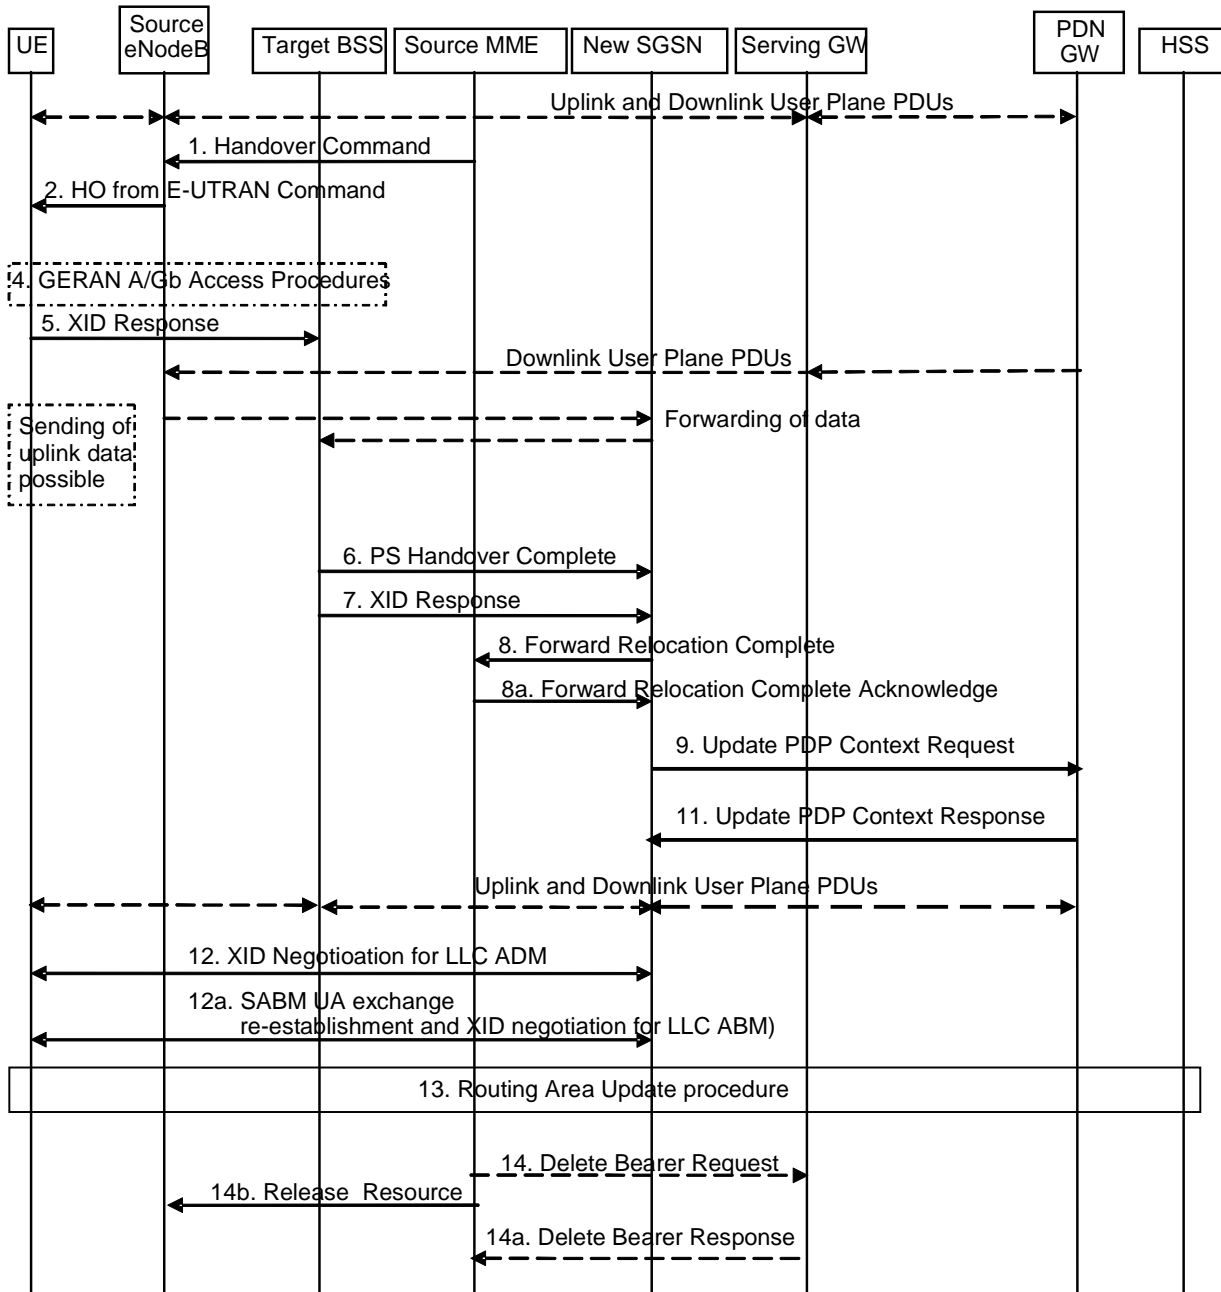 UE
Source
eNodeB
Target BSS
Source MME
New SGSN
Serving GW
PDN
GW
HSS
Uplink and Downlink User Plane PDUs
1. Handover Command
2. HO from E-UTRAN Command
4. GERAN A/Gb Access Procedures
5. XID Response
Downlink User Plane PDUs
Sending of
uplink data
possible
Forwarding of data
6. PS Handover Complete
7. XID Response
8. Forward Relocation Complete
8a. Forward Relocation Complete Acknowledge
9. Update PDP Context Request
11. Update PDP Context Response
Uplink and Downlink User Plane PDUs
12. XID Negotioation for LLC ADM
12a. SABM UA exchange
re-establishment and XID negotiation for LLC ABM)
13. Routing Area Update procedure
14. Delete Bearer Request
14b. Release Resource
14a. Delete Bearer Response